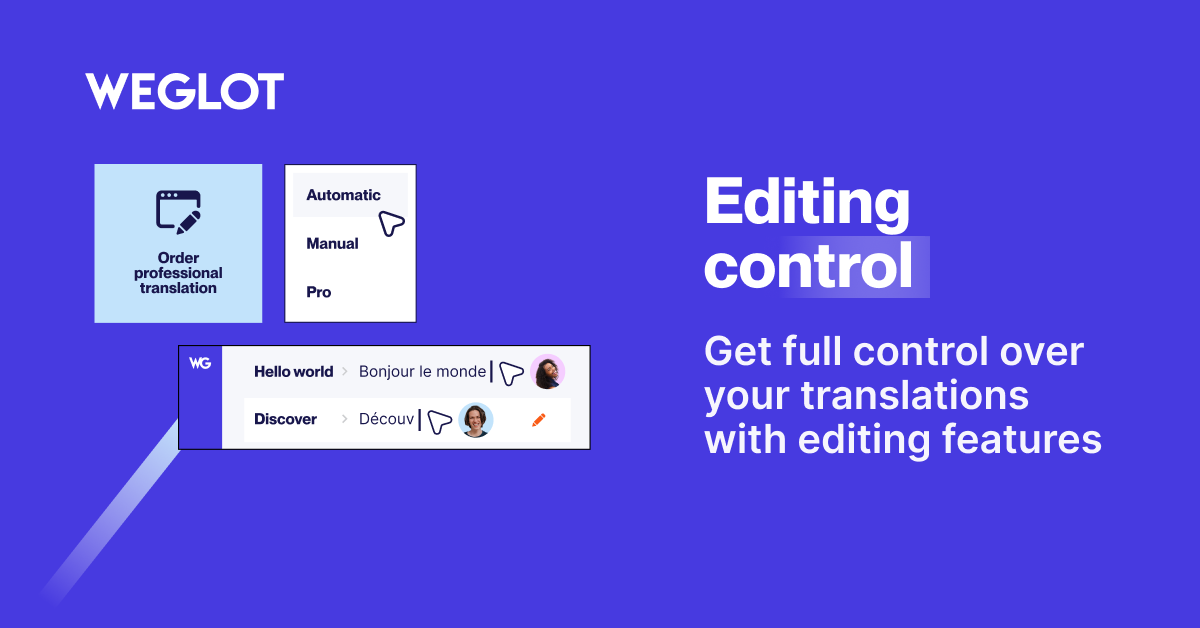 WEGLOT
Order
professional
translation
Automatic
Manual
Pro
WG
Hello world > Bonjour le monde
Discover > Découv
Editing
control
Get full control over
your translations
with editing features